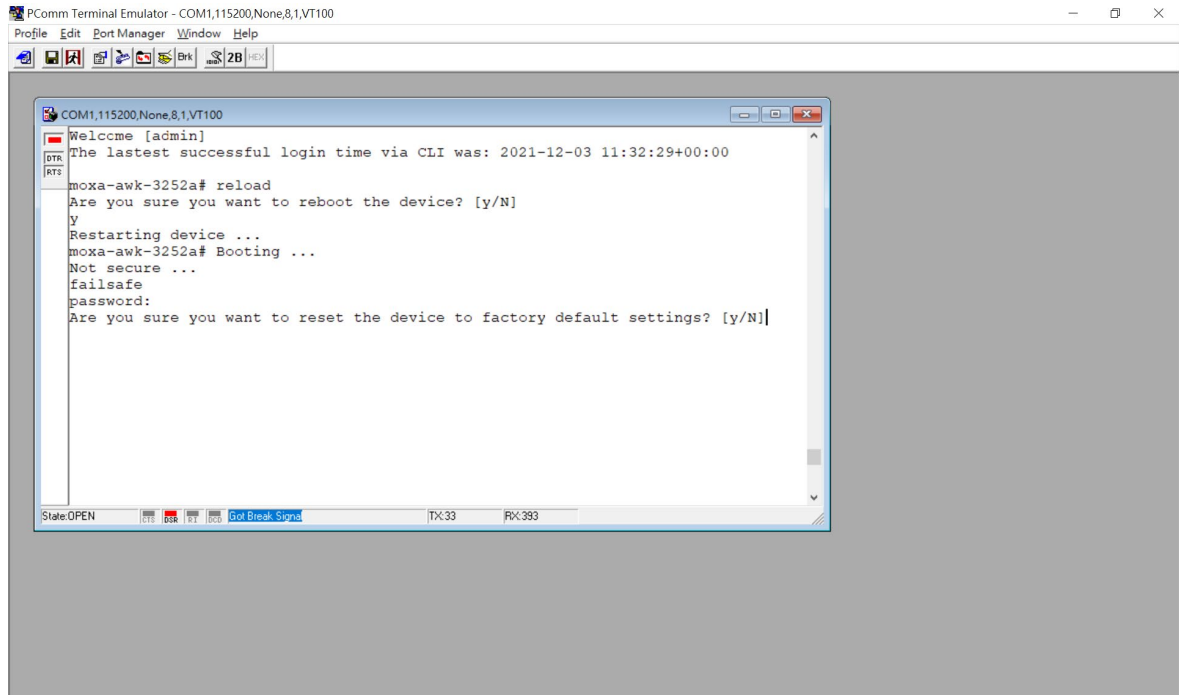 PComm Terminal Emulator - COM1,115200,None,8,1,VT100
Profile Edit Port Manager Window Help
Brk 2B HEX
COM1,115200,None,8,1,VT100
DTR
RTS
Welccme [admin]
The lastest successful login time via CLI was: 2021-12-03 11:32:29+00:00
moxa-awk-3252a# reload
Are you sure you want to reboot the device? [y/N]
y
Restarting device ...
moxa-awk-3252a# Booting ...
Not secure ...
failsafe
password:
Are you sure you want to reset the device to factory default settings? [y/N]
State:OPEN CTS DSR RI DCD Got Break Signal TX:33 RX:393